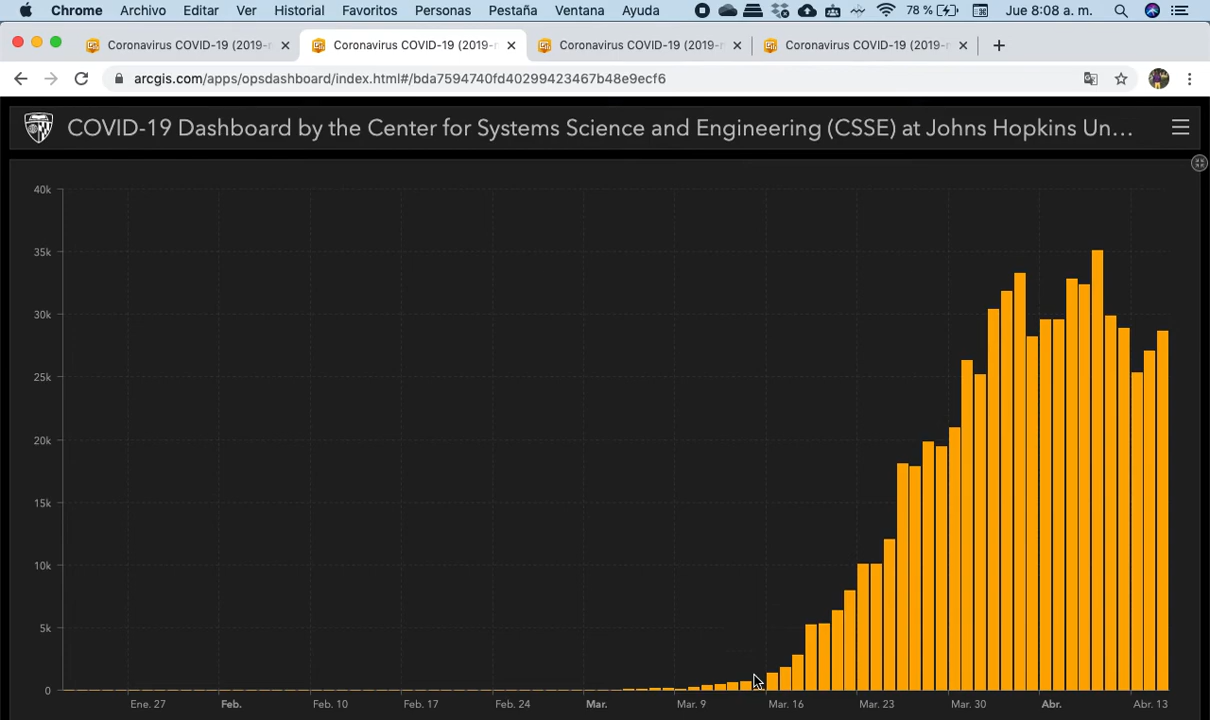 Chrome Archivo Editar Ver Historial Favoritos Personas Pestaña Ventana Ayuda 78 % Jue 8:08 a. m.
Coronavirus COVID-19 (2019-n Coronavirus COVID-19 (2019-n Coronavirus COVID-19 (2019-n Coronavirus COVID-19 (2019-n
arcgis.com/apps/opsdashboard/index.html#/bda7594740fd40299423467b48e9ecf6
COVID-19 Dashboard by the Center for Systems Science and Engineering (CSSE) at Johns Hopkins Un...
40k
35k
30k
25k
20k
15k
10k
5k
0
Ene. 27 Feb. Feb. 10 Feb. 17 Feb. 24 Mar. Mar. 9 Mar. 16 Mar. 23 Mar. 30 Abr. Abr. 13